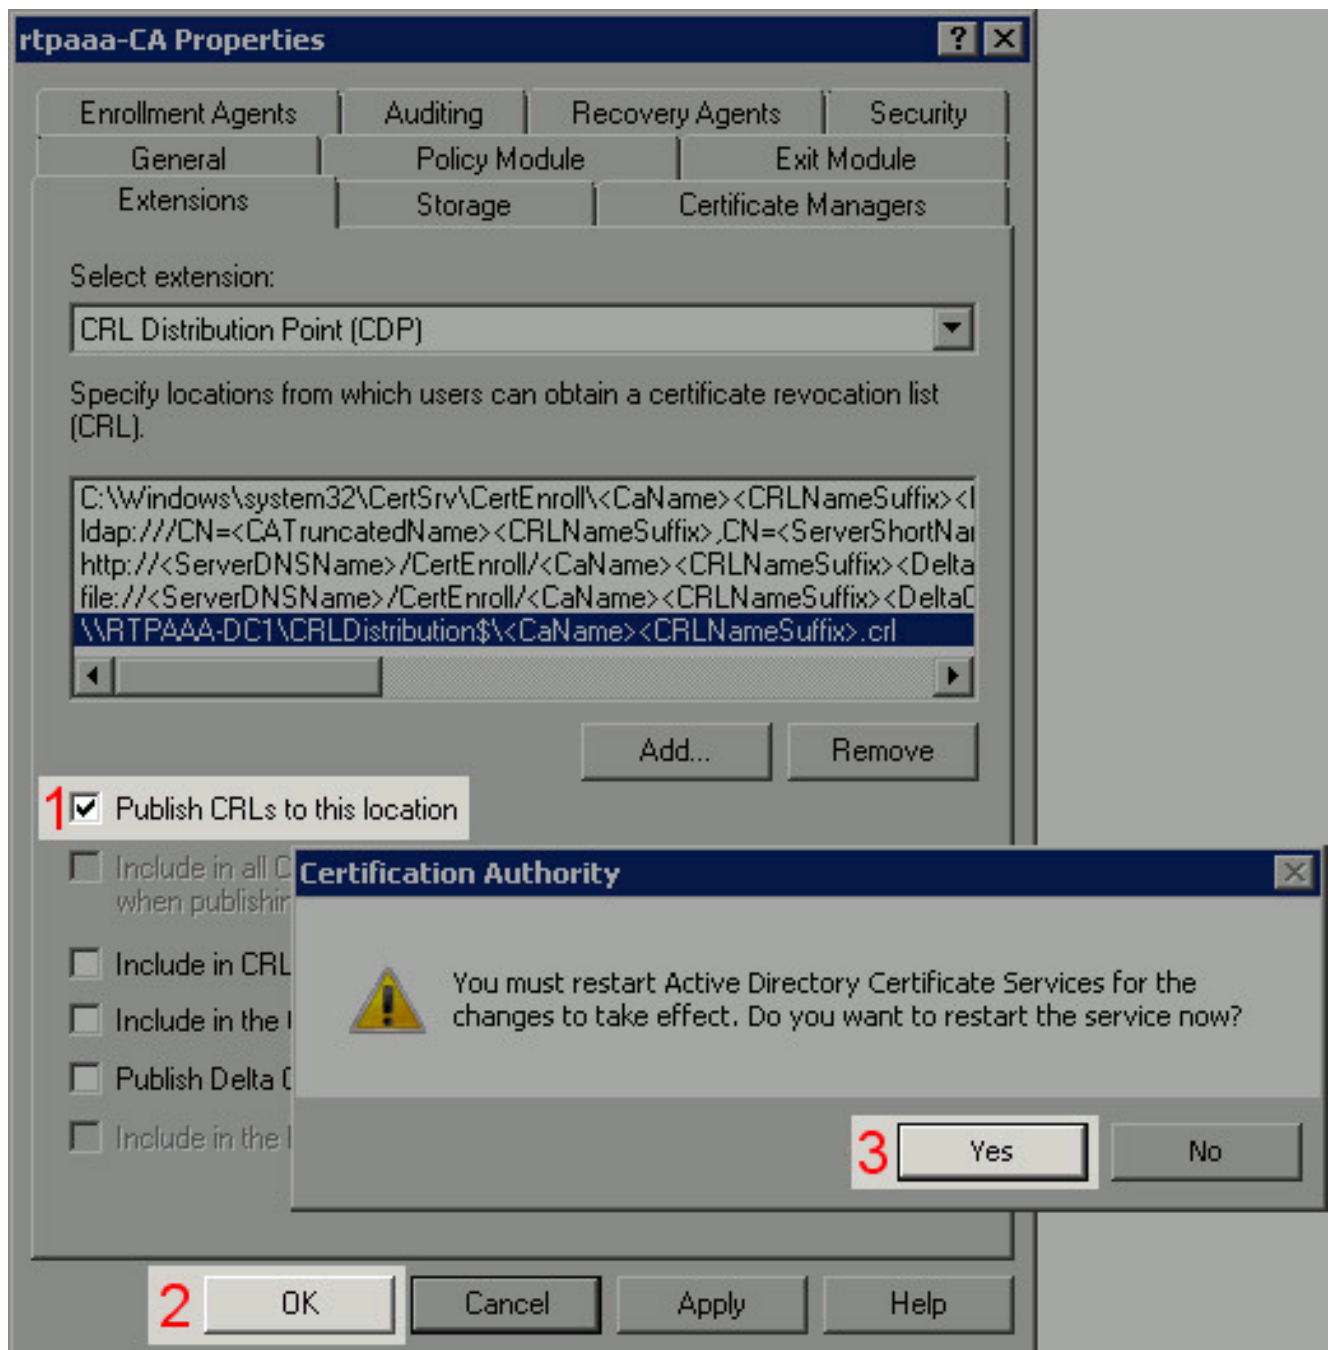 rtpaaa-CA Properties
Enrollment Agents Auditing Recovery Agents Security
General Policy Module Exit Module
Extensions Storage Certificate Managers
Select extension:
CRL Distribution Point (CDP)
Specify locations from which users can obtain a certificate revocation list
(CRL).
C:\Windows\system32\CertSrv\CertEnroll\<CaName><CRLNameSuffix><
ldap:///CN=<CATruncatedName><CRLNameSuffix>,CN=<ServerShortNa
http://<ServerDNSName>/CertEnroll/<CaName><CRLNameSuffix><Delta
file://<ServerDNSName>/CertEnroll/<CaName><CRLNameSuffix><DeltaC
\\RTPAAA-DC1\CRLDistribution$\<CaName><CRLNameSuffix>.crl
Add... Remove
1 Publish CRLs to this location
Include in all C
when publishin
Include in CRL
Include in the
Publish Delta C
Include in the I
Certification Authority
You must restart Active Directory Certificate Services for the
changes to take effect. Do you want to restart the service now?
3 Yes No
2 OK Cancel Apply Help